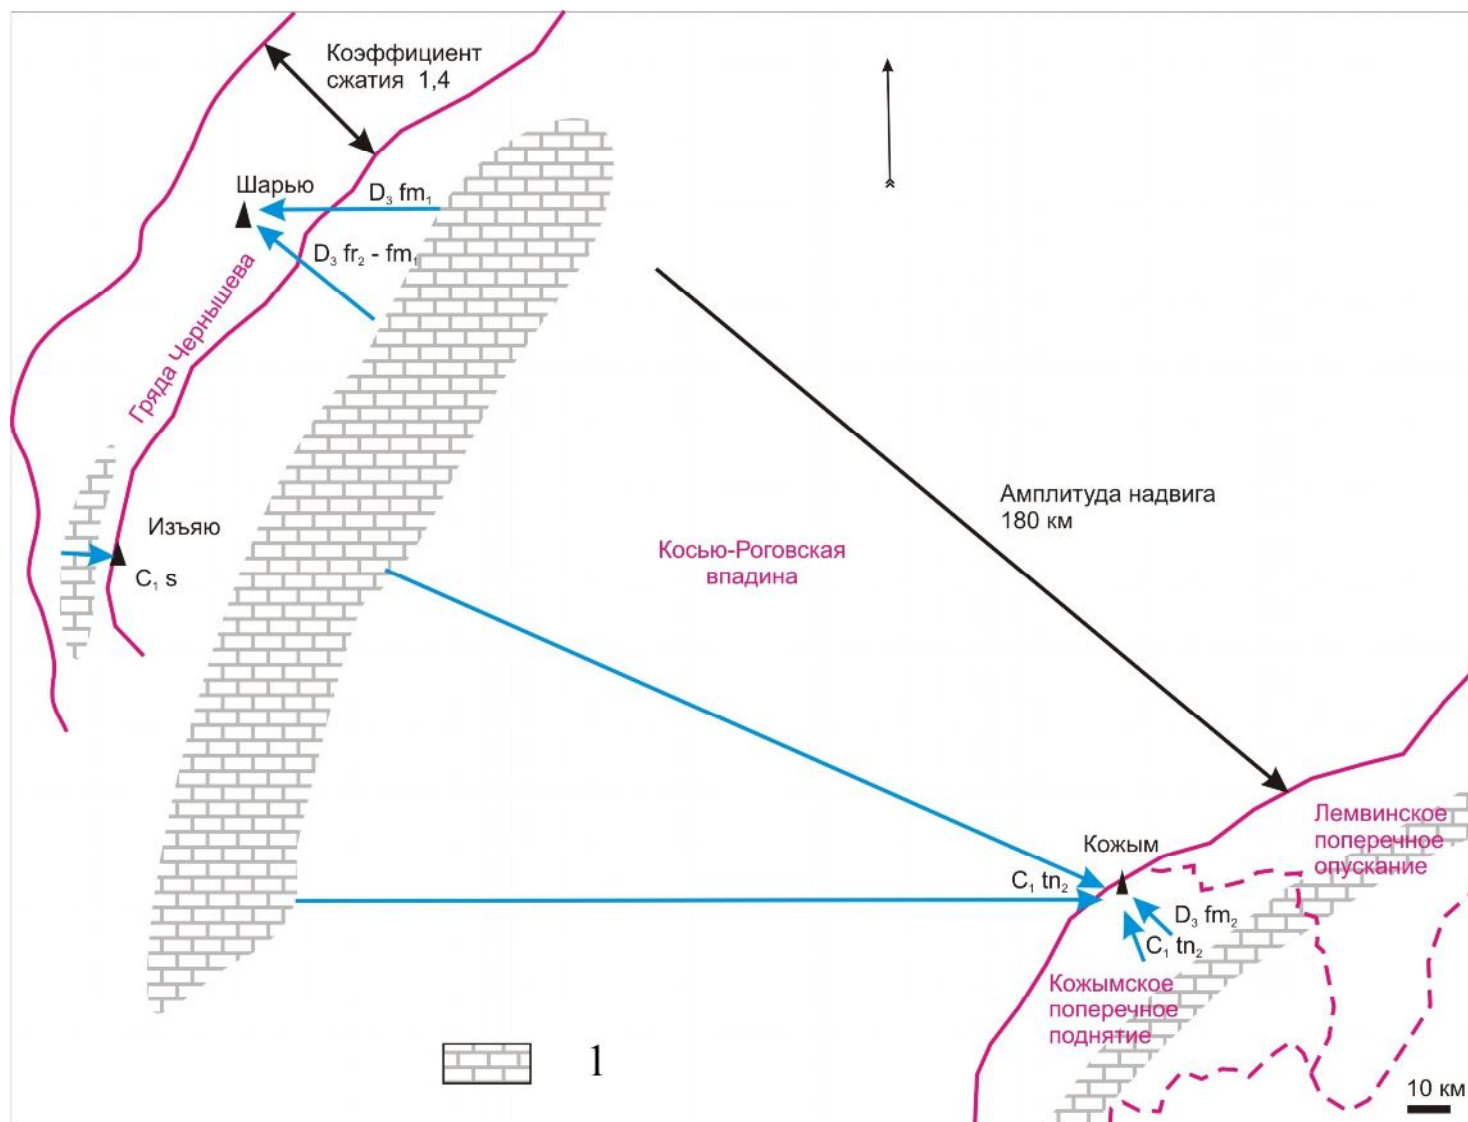 Коэффициент
сжатия 1,4
Шарью
D₃ fm₁
D₃ fr₂ - fm₁
Гряда Чернышева
Амплитуда надвига
180 км
Изъяю
C₁ s
Косью-Роговская
впадина
Лемвинское
поперечное
опускание
Кожым
C₁ tn₂
D₃ fm₂
C₁ tn₂
Кожымское
поперечное
поднятие
1
10 км